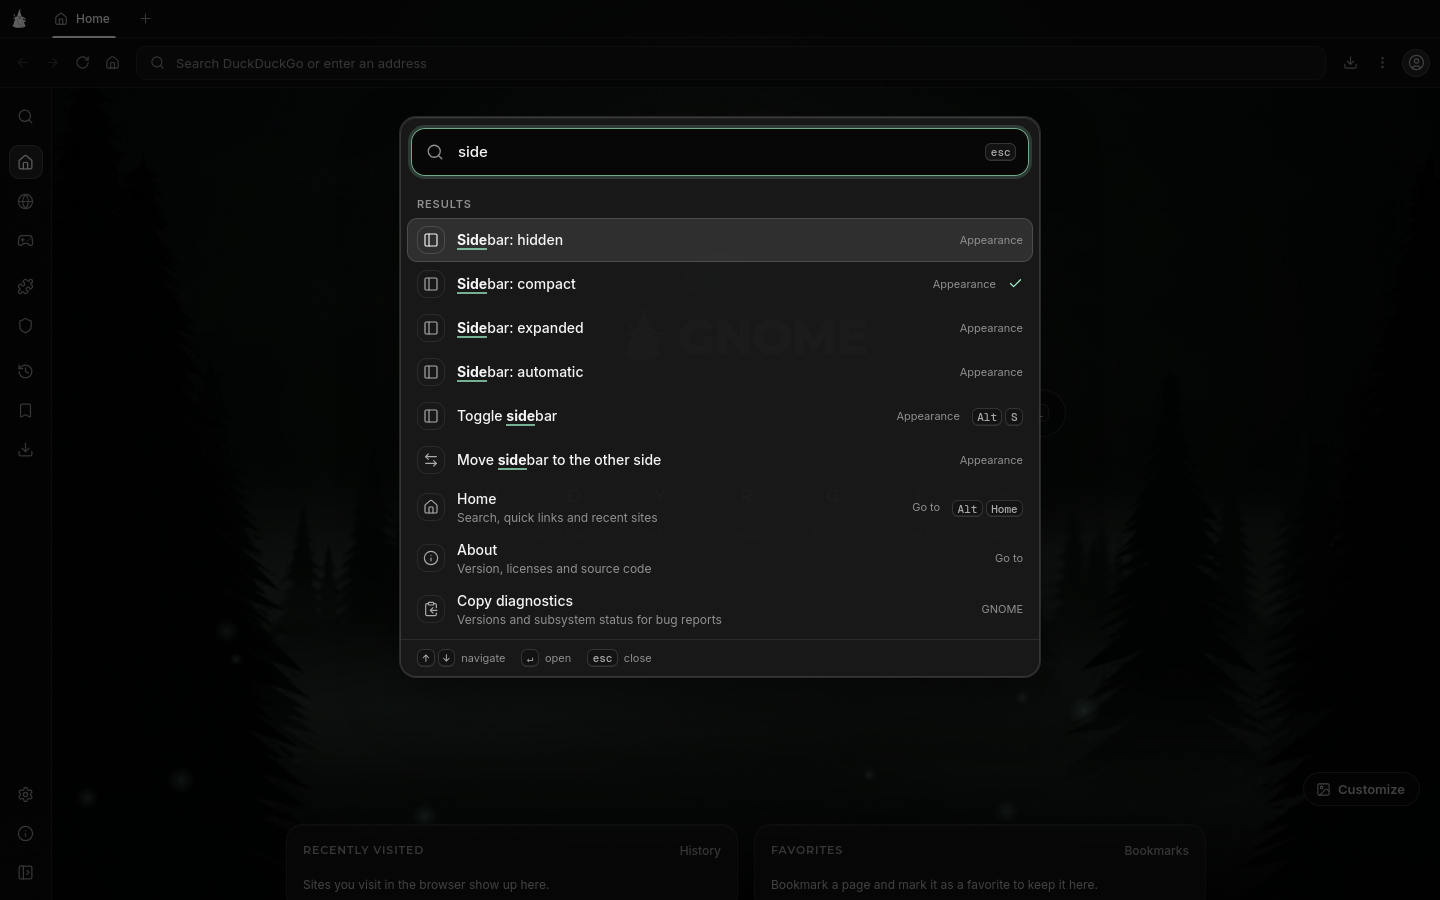 Home
Search DuckDuckGo or enter an address
side
esc
RESULTS
Sidebar: hidden
Appearance
Sidebar: compact
Appearance
Sidebar: expanded
Appearance
Sidebar: automatic
Appearance
Toggle sidebar
Appearance Alt S
Move sidebar to the other side
Appearance
Home
Search, quick links and recent sites
Go to Alt Home
About
Version, licenses and source code
Go to
Copy diagnostics
Versions and subsystem status for bug reports
GNOME
↑ ↓ navigate ↵ open esc close
GNOME
Customize
RECENTLY VISITED
History
Sites you visit in the browser show up here.
FAVORITES
Bookmarks
Bookmark a page and mark it as a favorite to keep it here.